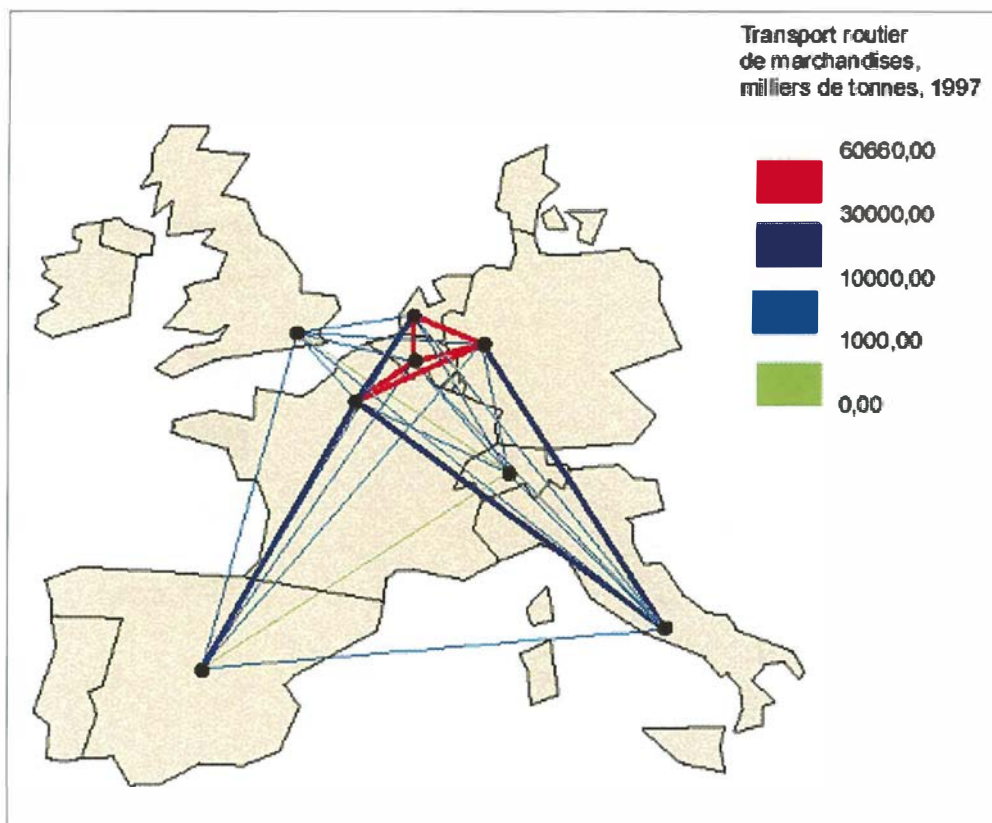 Transport routier
de marchandises,
milliers de tonnes, 1997
60660,00
30000,00
10000,00
1000,00
0,00